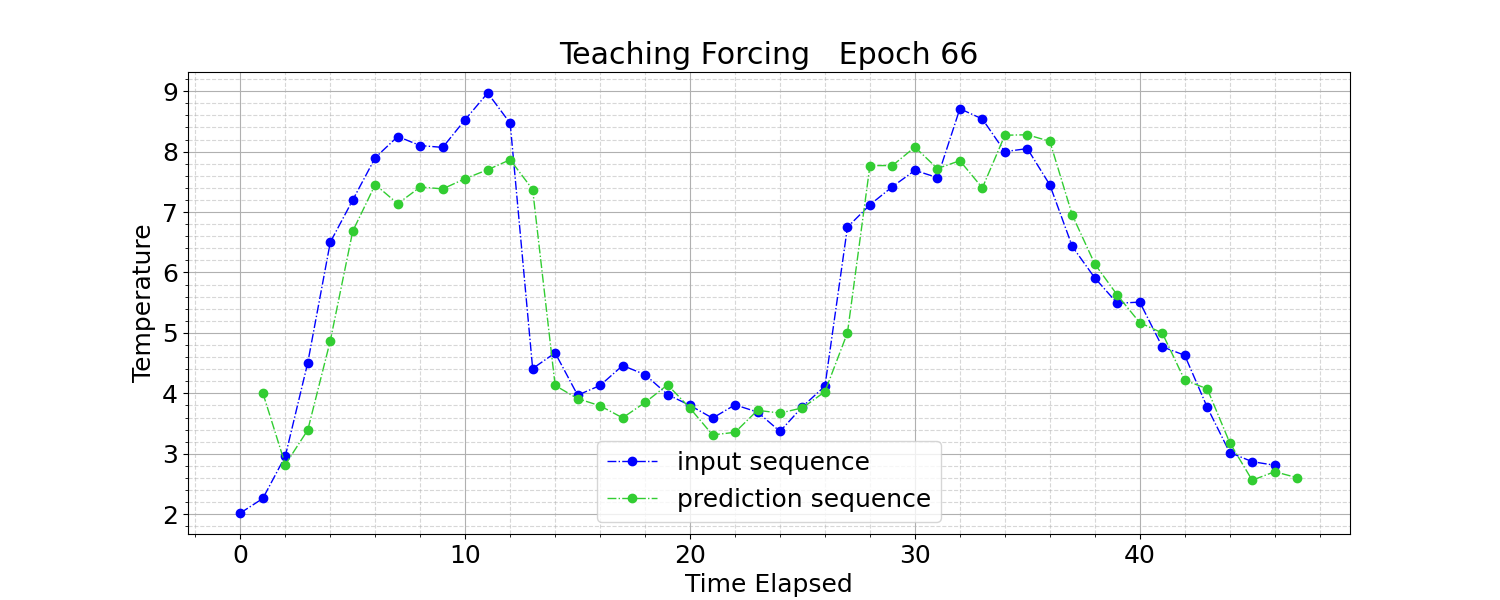 Teaching Forcing   Epoch 66
Temperature
9
8
7
6
5
4
3
2
input sequence
prediction sequence
0 10 20 30 40
Time Elapsed